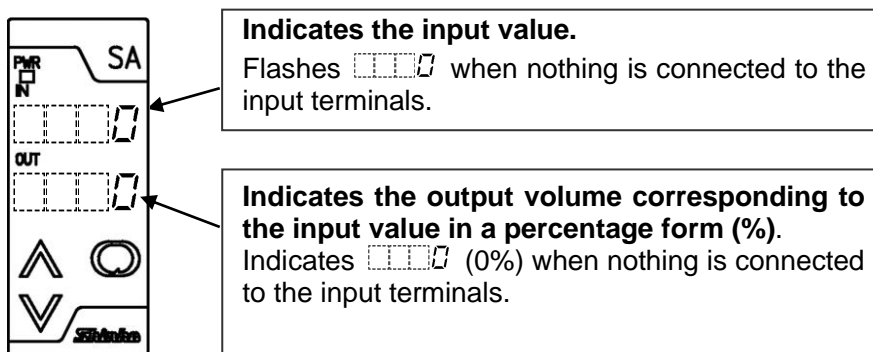 PWR
SA
IN
0
OUT
0
Shinko
Indicates the input value.
Flashes 0 when nothing is connected to the
input terminals.
Indicates the output volume corresponding to
the input value in a percentage form (%).
Indicates 0 (0%) when nothing is connected
to the input terminals.